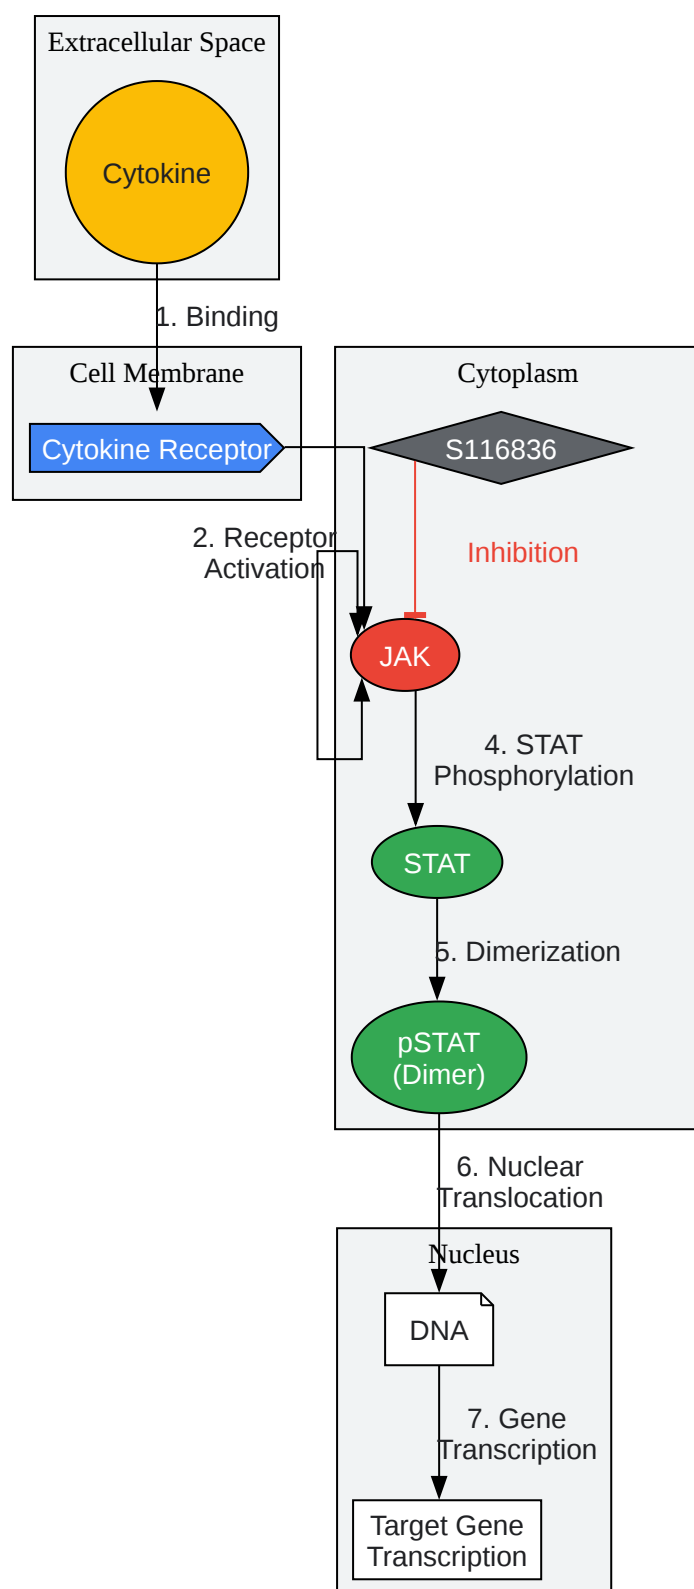 Extracellular Space
Cytokine
1. Binding
Cell Membrane
Cytokine Receptor
Cytoplasm
S116836
2. Receptor
Activation
Inhibition
JAK
4. STAT
Phosphorylation
STAT
5. Dimerization
pSTAT
(Dimer)
6. Nuclear
Translocation
Nucleus
DNA
7. Gene
Transcription
Target Gene
Transcription